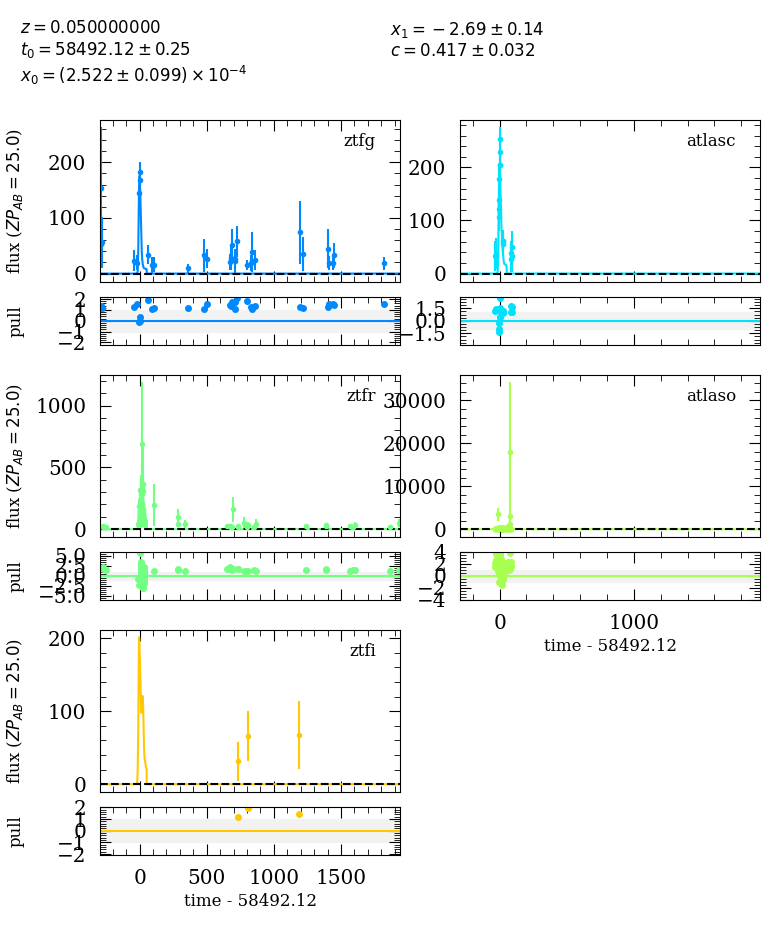 z = 0.050000000
t₀ = 58492.12 ± 0.25
x₀ = (2.522 ± 0.099) × 10⁻⁴
x₁ = −2.69 ± 0.14
c = 0.417 ± 0.032
ztfg
flux (ZP_AB = 25.0)
200
100
0
pull
2
1
0
−1
−2
atlasc
200
100
0
1.5
0.0
−1.5
ztfr
flux (ZP_AB = 25.0)
1000
500
0
pull
5.0
2.5
0.0
−2.5
−5.0
atlaso
30000
20000
10000
0
4
2
0
−2
−4
0
1000
time - 58492.12
ztfi
flux (ZP_AB = 25.0)
200
100
0
pull
2
1
0
−1
−2
0
500
1000
1500
time - 58492.12